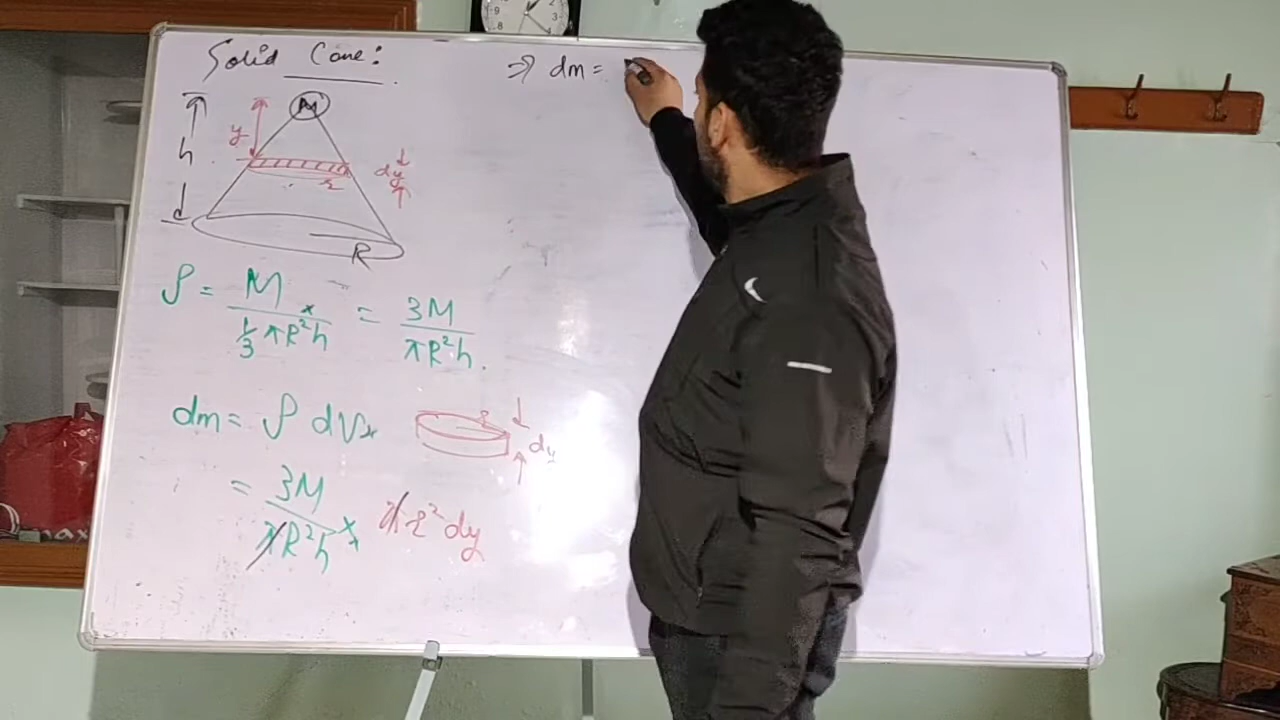 Solid Cone:
M
h
y
dy
r
R
ρ = M / (1/3 πR²h) = 3M / (πR²h).
dm = ρ dV
r
dy
= 3M / (πR²h) × πr² dy
⇒ dm =